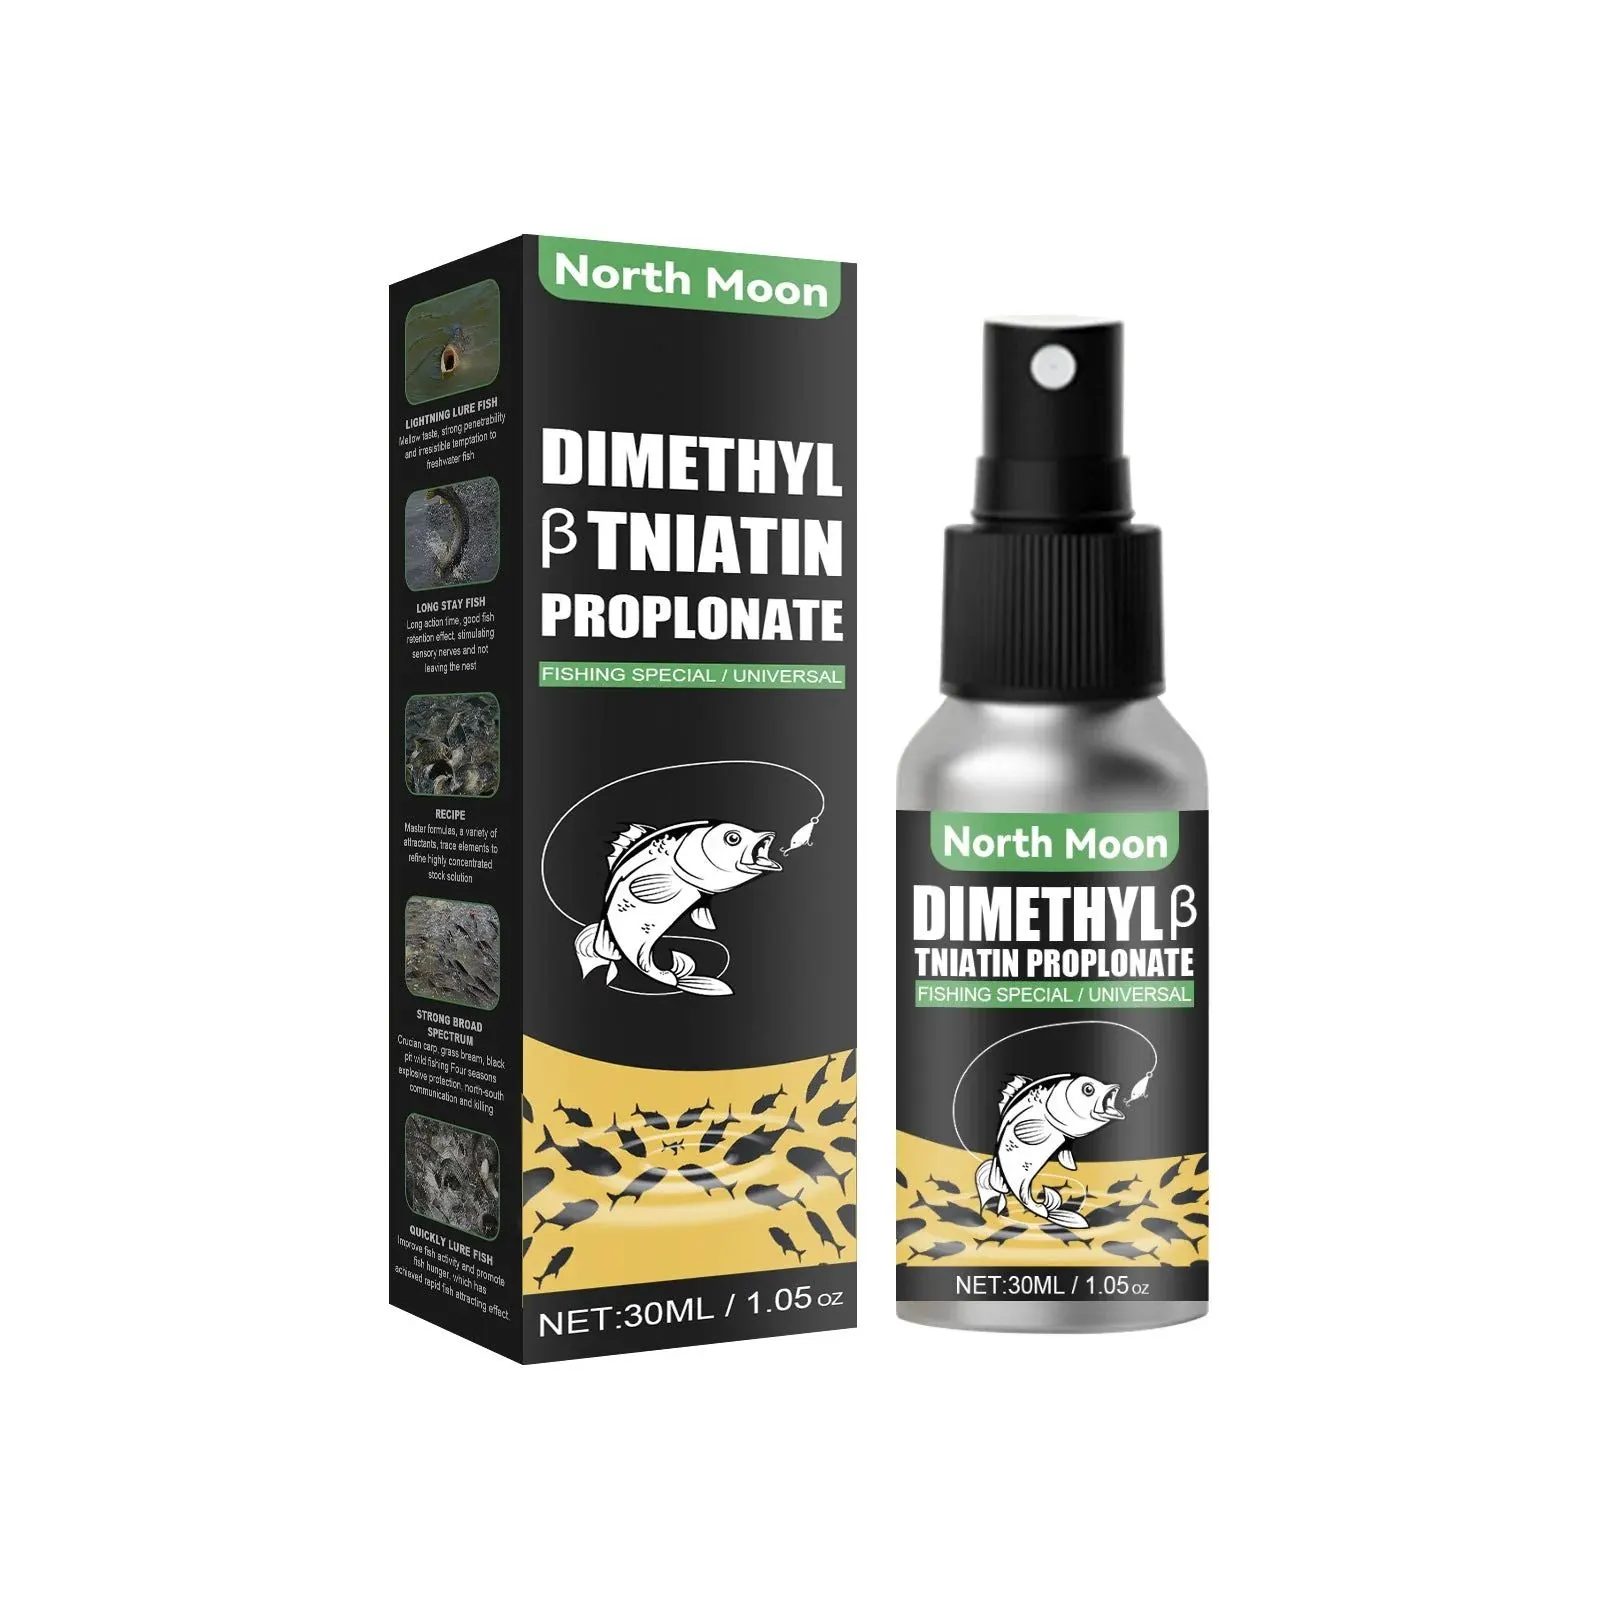 North Moon
DIMETHYL
β TNIATIN
PROPLONATE
FISHING SPECIAL / UNIVERSAL
NET:30ML / 1.05 oz
LIGHTNING LURE FISH
Mellow taste, strong penetrability
and irresistible temptation to
freshwater fish
LONG STAY FISH
Long action time, good fish
retention effect, stimulating
sensory nerves and not
leaving the nest
RECIPE
Master formulas, a variety of
attractants, trace elements to
refine highly concentrated
stock solution
STRONG BROAD
SPECTRUM
Crucian carp, grass bream, black
pit wild fishing Four seasons
explosive protection, north-south
communication and killing
QUICKLY LURE FISH
Improve fish activity and promote
fish hunger, which has
achieved rapid fish attracting effect.
North Moon
DIMETHYL β
TNIATIN PROPLONATE
FISHING SPECIAL / UNIVERSAL
NET:30ML / 1.05 oz